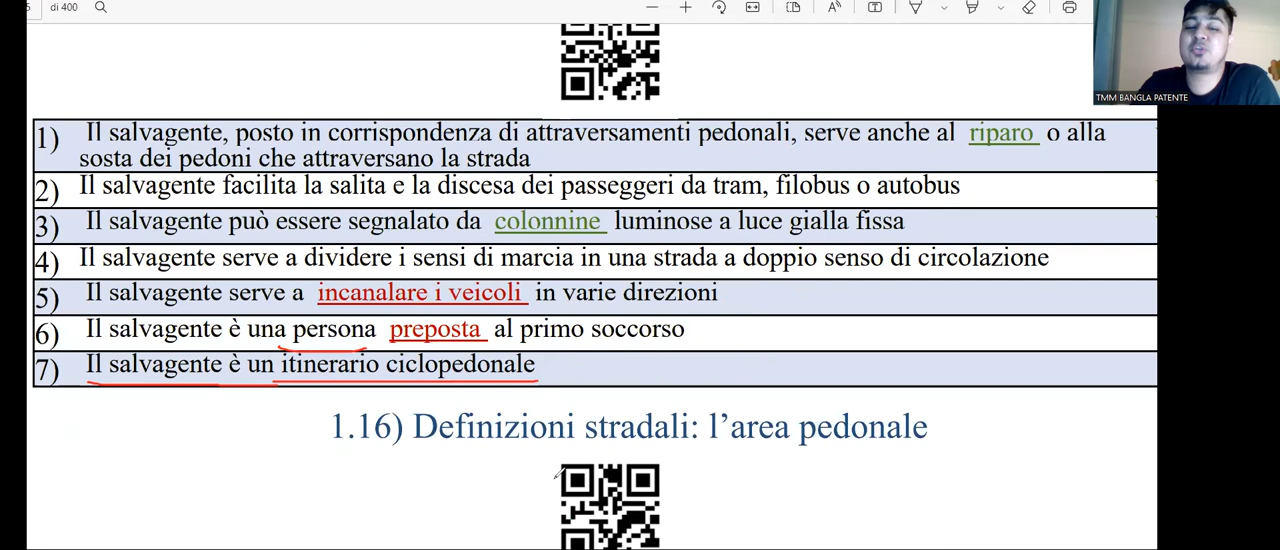 di 400
TMM BANGLA PATENTE
1) Il salvagente, posto in corrispondenza di attraversamenti pedonali, serve anche al riparo o alla
sosta dei pedoni che attraversano la strada
2) Il salvagente facilita la salita e la discesa dei passeggeri da tram, filobus o autobus
3) Il salvagente può essere segnalato da colonnine luminose a luce gialla fissa
4) Il salvagente serve a dividere i sensi di marcia in una strada a doppio senso di circolazione
5) Il salvagente serve a incanalare i veicoli in varie direzioni
6) Il salvagente è una persona preposta al primo soccorso
7) Il salvagente è un itinerario ciclopedonale
1.16) Definizioni stradali: l’area pedonale